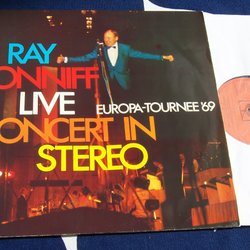 RAY
ONNIFF
LIVE
EUROPA-TOURNEE '69
ONCERT IN
STEREO